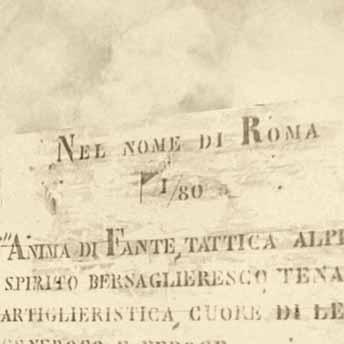 NEL NOME DI ROMA
1/80
"ANIMA DI FANTE, TATTICA ALPI
SPIRITO BERSAGLIERESCO TENA
ARTIGLIERISTICA, CUORE DI LE